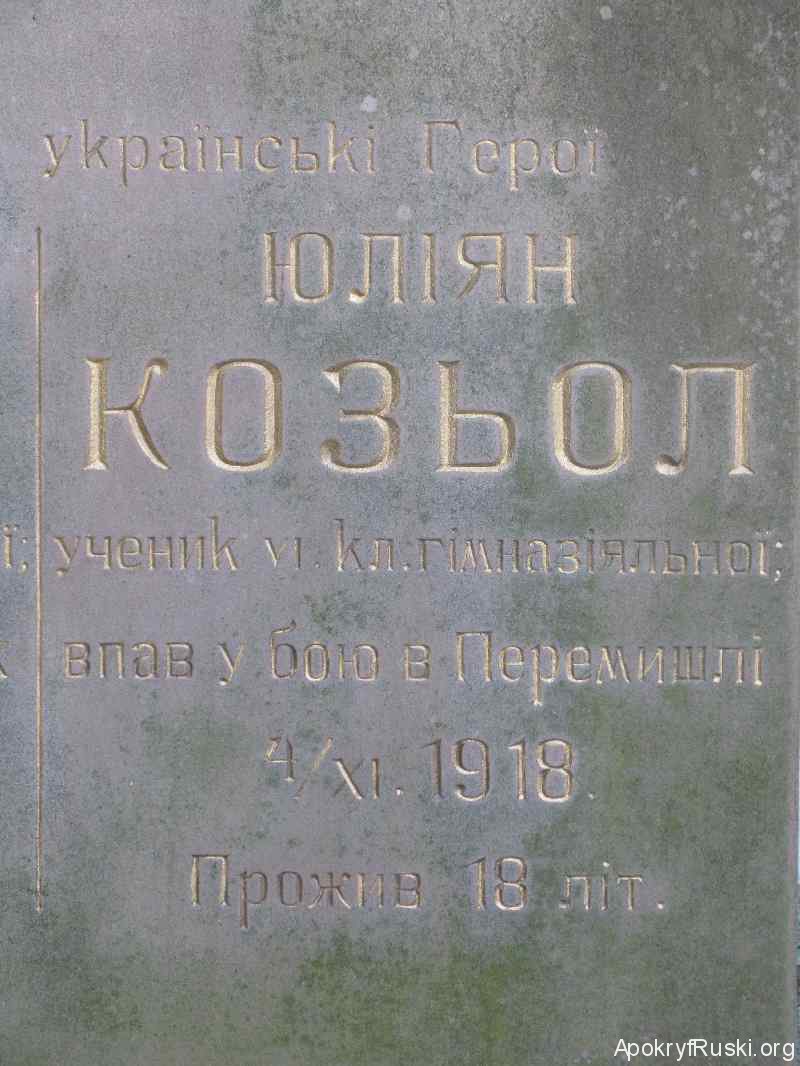 українські Герої
ЮЛІЯН
КОЗЬОЛ
ї; ученик VI. кл. гімназіяльної;
впав у бою в Перемишлі
4/XI. 1918.
Прожив 18 літ.
ApokryfRuski.org